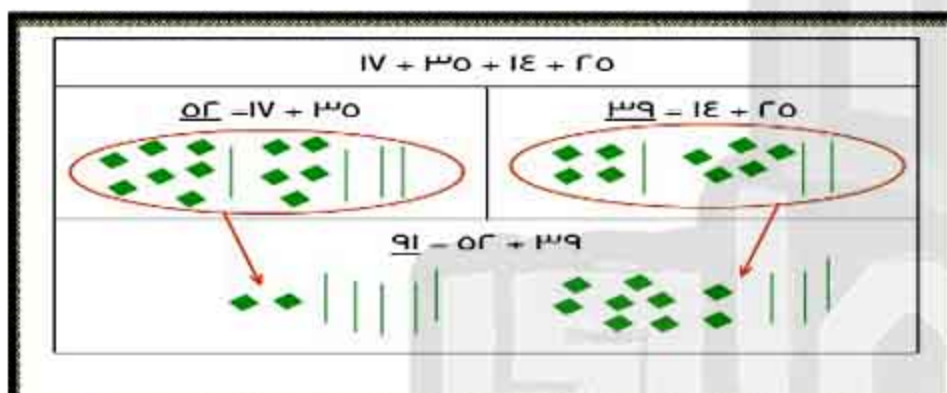 ٢٥ + ١٤ + ٣٥ + ١٧
٢٥ + ١٤ = ٣٩
٣٥ + ١٧= ٥٢
٣٩ + ٥٢ = ٩١